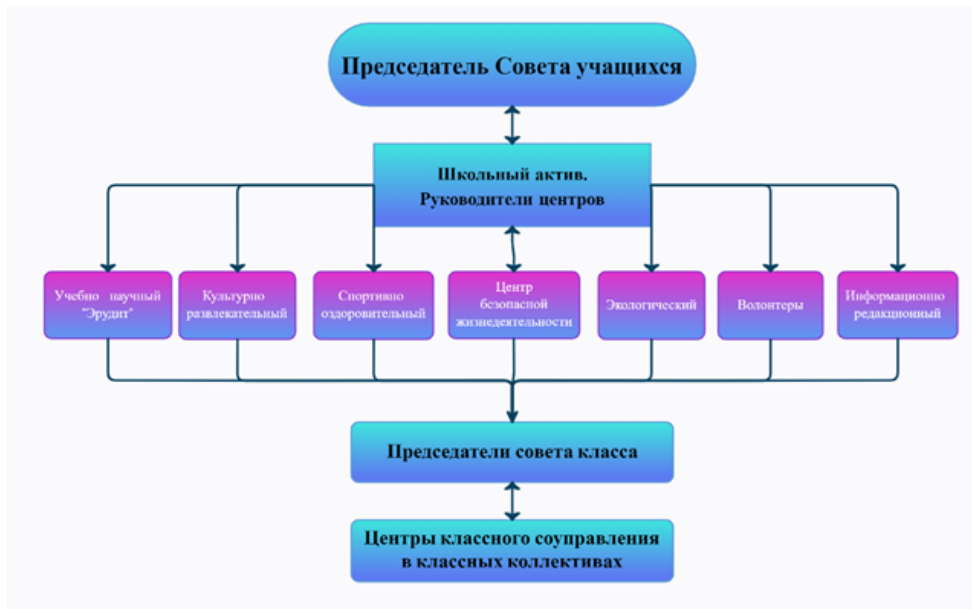 Председатель Совета учащихся
Школьный актив.
Руководители центров
Учебно научный
"Эрудит"
Культурно
развлекательный
Спортивно
оздоровительный
Центр
безопасной
жизнедеятельности
Экологический
Волонтеры
Информационно
редакционный
Председатели совета класса
Центры классного соуправления
в классных коллективах